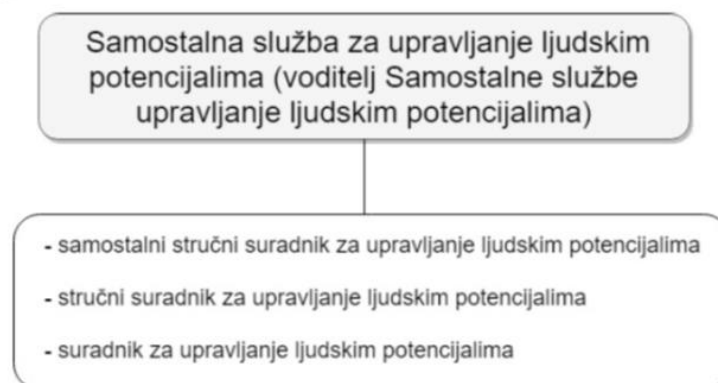 Samostalna služba za upravljanje ljudskim
potencijalima (voditelj Samostalne službe
upravljanje ljudskim potencijalima)
- samostalni stručni suradnik za upravljanje ljudskim potencijalima
- stručni suradnik za upravljanje ljudskim potencijalima
- suradnik za upravljanje ljudskim potencijalima